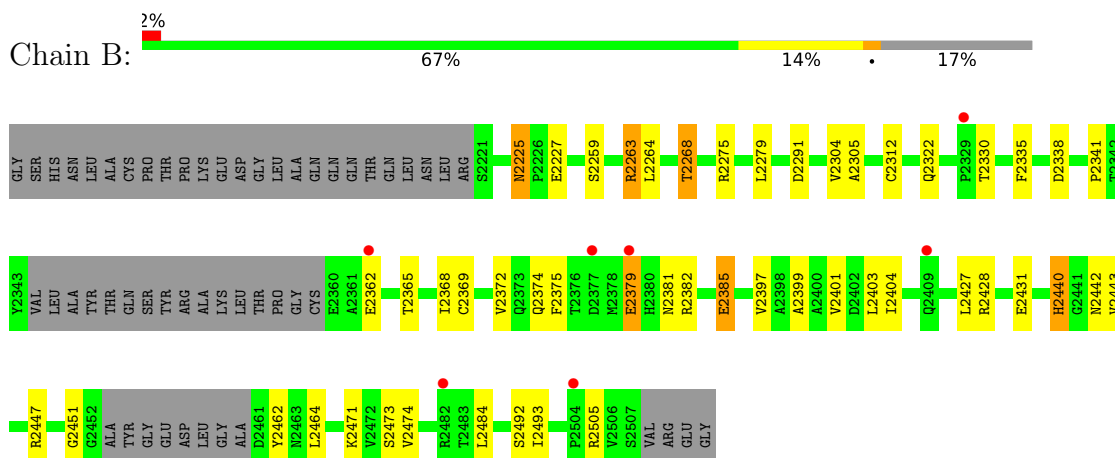 2%
Chain B:
67% 14% • 17%
GLY SER HIS ASN LEU ALA CYS PRO THR PRO LYS GLU ASP GLY LEU ALA GLN GLN GLN THR GLN LEU ASN LEU ARG S2221 N2225 P2226 E2227 S2259 R2263 L2264 T2268 R2275 L2279 D2291 V2304 A2305 C2312 Q2322 P2329 T2330 F2335 D2338 P2341 T2342
Y2343 VAL LEU ALA TYR THR GLN SER TYR ARG ALA LYS LEU THR PRO GLY CYS E2360 A2361 E2362 T2365 I2368 C2369 V2372 Q2373 Q2374 F2375 T2376 D2377 M2378 E2379 H2380 N2381 R2382 E2385 V2397 A2398 A2399 A2400 V2401 D2402 L2403 I2404 Q2409 L2427 R2428 E2431 H2440 G2441 N2442 V2443
R2447 G2451 G2452 ALA TYR GLY GLU ASP LEU GLY ALA D2461 Y2462 N2463 L2464 K2471 V2472 S2473 V2474 R2482 T2483 L2484 S2492 I2493 P2504 R2505 V2506 S2507 VAL ARG GLU GLY